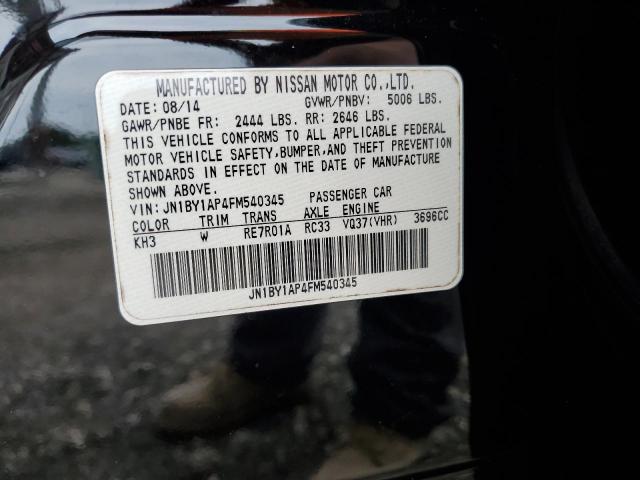 MANUFACTURED BY NISSAN MOTOR CO.,LTD.
DATE: 08/14 GVWR/PNBV: 5006 LBS.
GAWR/PNBE FR: 2444 LBS. RR: 2646 LBS.
THIS VEHICLE CONFORMS TO ALL APPLICABLE FEDERAL
MOTOR VEHICLE SAFETY,BUMPER,AND THEFT PREVENTION
STANDARDS IN EFFECT ON THE DATE OF MANUFACTURE
SHOWN ABOVE.
VIN: JN1BY1AP4FM540345 PASSENGER CAR
COLOR TRIM TRANS AXLE ENGINE
KH3 W RE7R01A RC33 VQ37(VHR) 3696CC
JN1BY1AP4FM540345